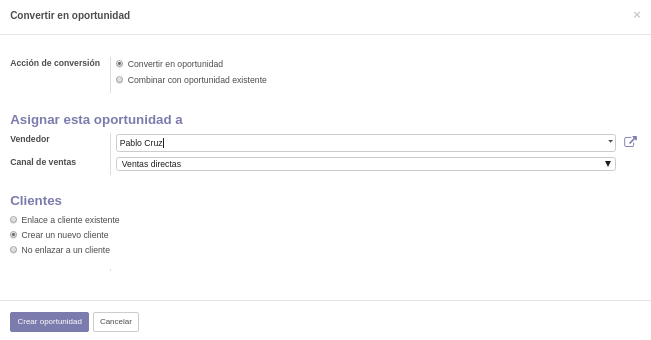 Convertir en oportunidad ×
Acción de conversión Convertir en oportunidad
Combinar con oportunidad existente
Asignar esta oportunidad a
Vendedor Pablo Cruz
Canal de ventas Ventas directas
Clientes
Enlace a cliente existente
Crear un nuevo cliente
No enlazar a un cliente
Crear oportunidad Cancelar